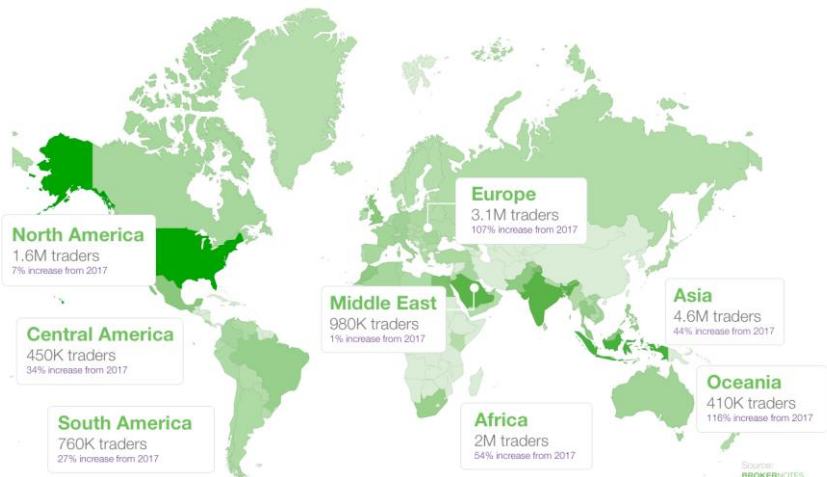 Europe
3.1M traders
107% increase from 2017
North America
1.6M traders
7% increase from 2017
Middle East
980K traders
1% increase from 2017
Asia
4.6M traders
44% increase from 2017
Central America
450K traders
34% increase from 2017
Oceania
410K traders
116% increase from 2017
South America
760K traders
27% increase from 2017
Africa
2M traders
54% increase from 2017
Source:
BROKERNOTES